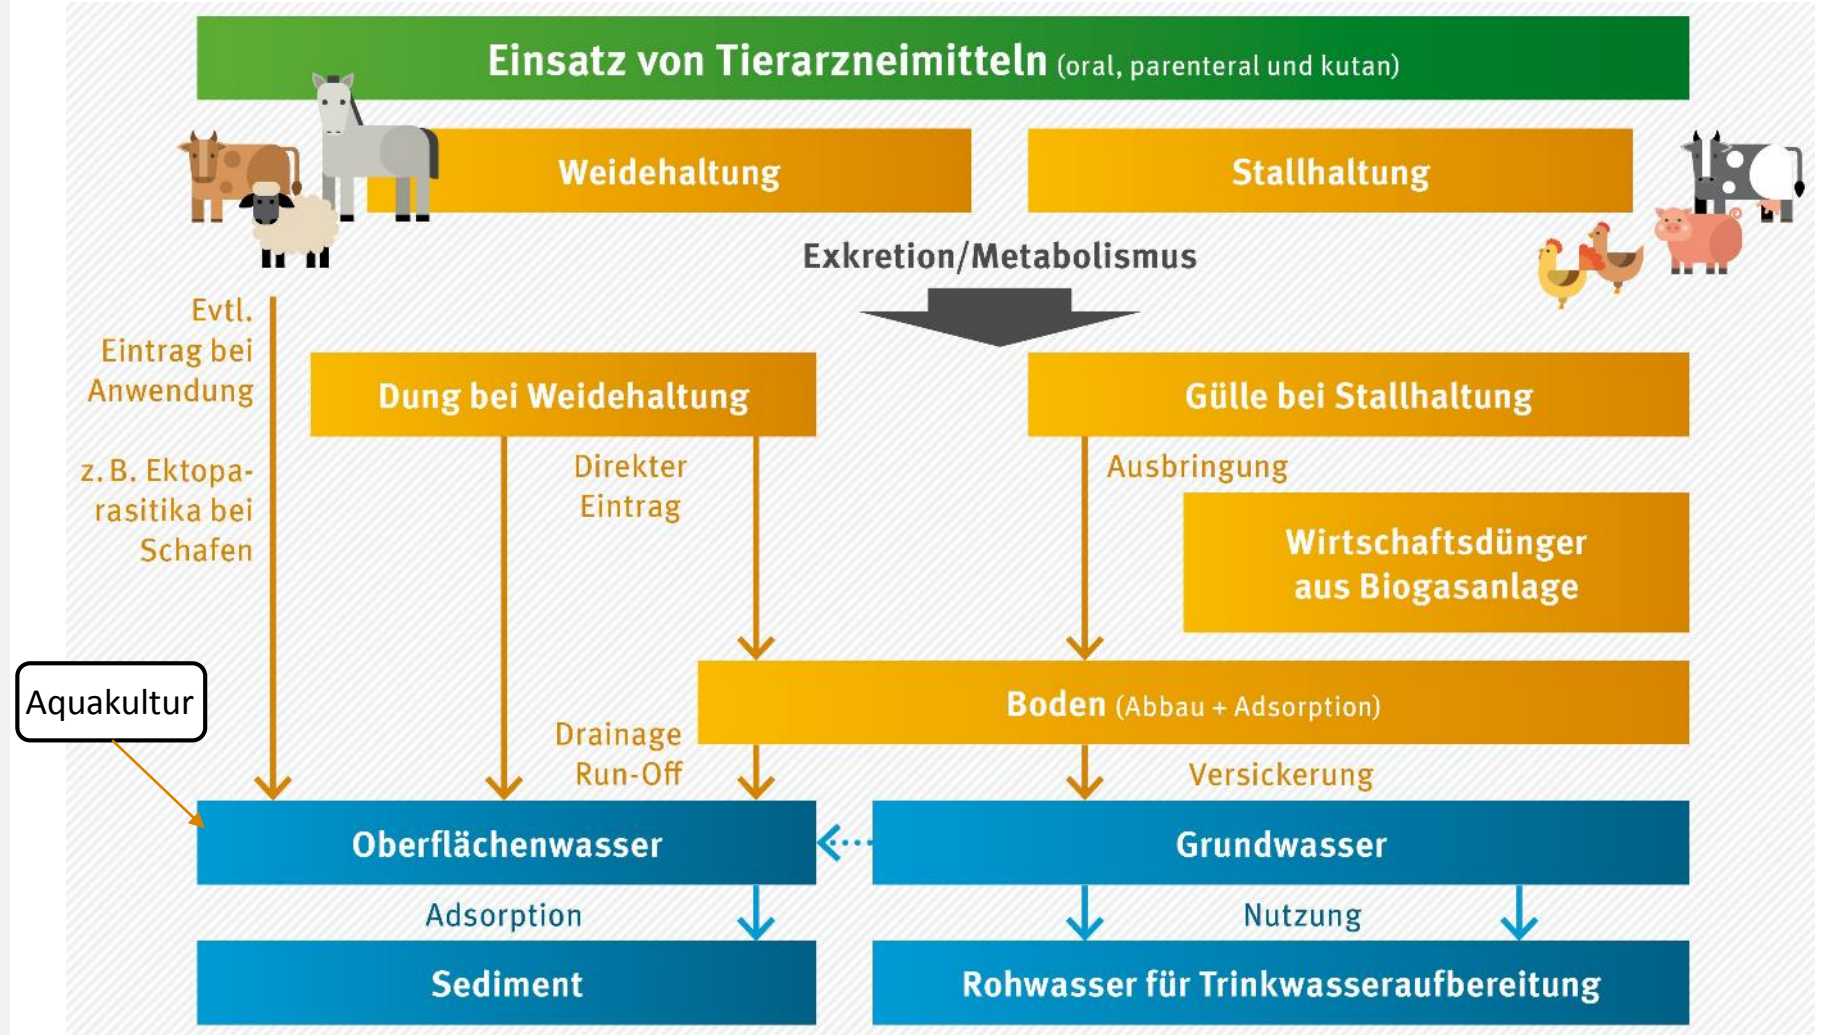 Einsatz von Tierarzneimitteln (oral, parenteral und kutan)
Weidehaltung
Stallhaltung
Exkretion/Metabolismus
Evtl.
Eintrag bei
Anwendung
z. B. Ektopa-
rasitika bei
Schafen
Dung bei Weidehaltung
Gülle bei Stallhaltung
Direkter
Eintrag
Ausbringung
Wirtschaftsdünger
aus Biogasanlage
Aquakultur
Boden (Abbau + Adsorption)
Drainage
Run-Off
Versickerung
Oberflächenwasser
Grundwasser
Adsorption
Nutzung
Sediment
Rohwasser für Trinkwasseraufbereitung